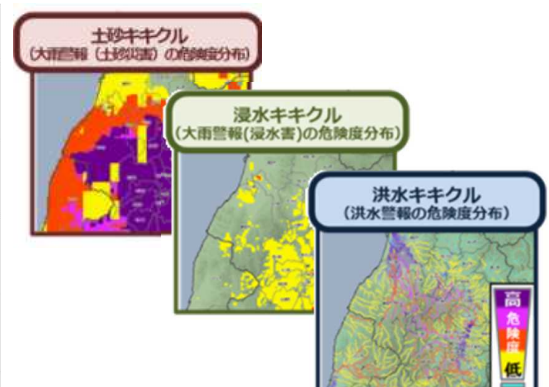 土砂キキクル
(大雨警報（土砂災害）の危険度分布)
浸水キキクル
(大雨警報(浸水害)の危険度分布)
洪水キキクル
(洪水警報の危険度分布)
高
危険度
低